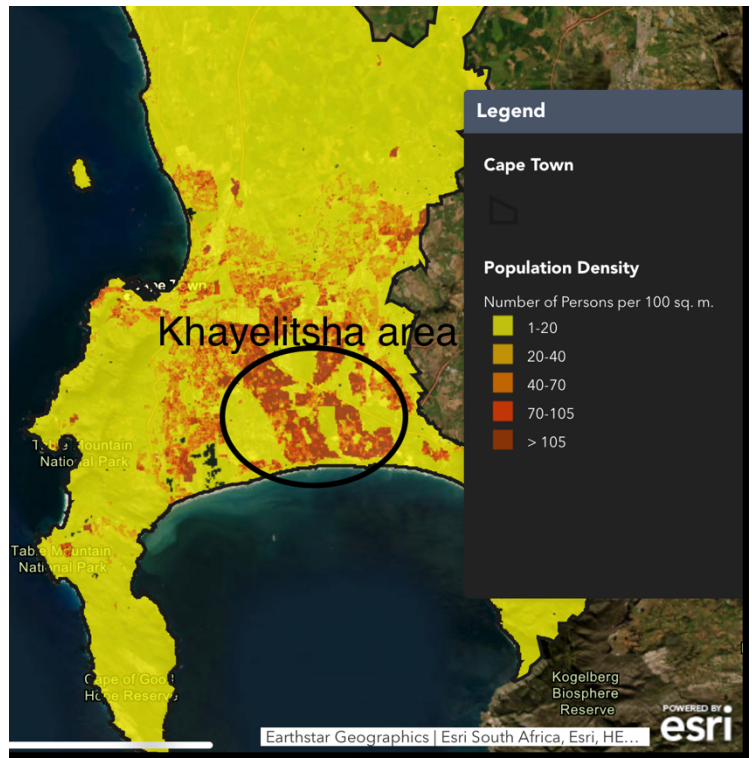 Legend
Cape Town
Population Density
Number of Persons per 100 sq. m.
1-20
20-40
40-70
70-105
> 105
Cape Town
Khayelitsha area
Table Mountain
National Park
Table Mountain
National Park
Cape of Good
Hope Reserve
Kogelberg
Biosphere
Reserve
Earthstar Geographics | Esri South Africa, Esri, HE...
POWERED BY
esri